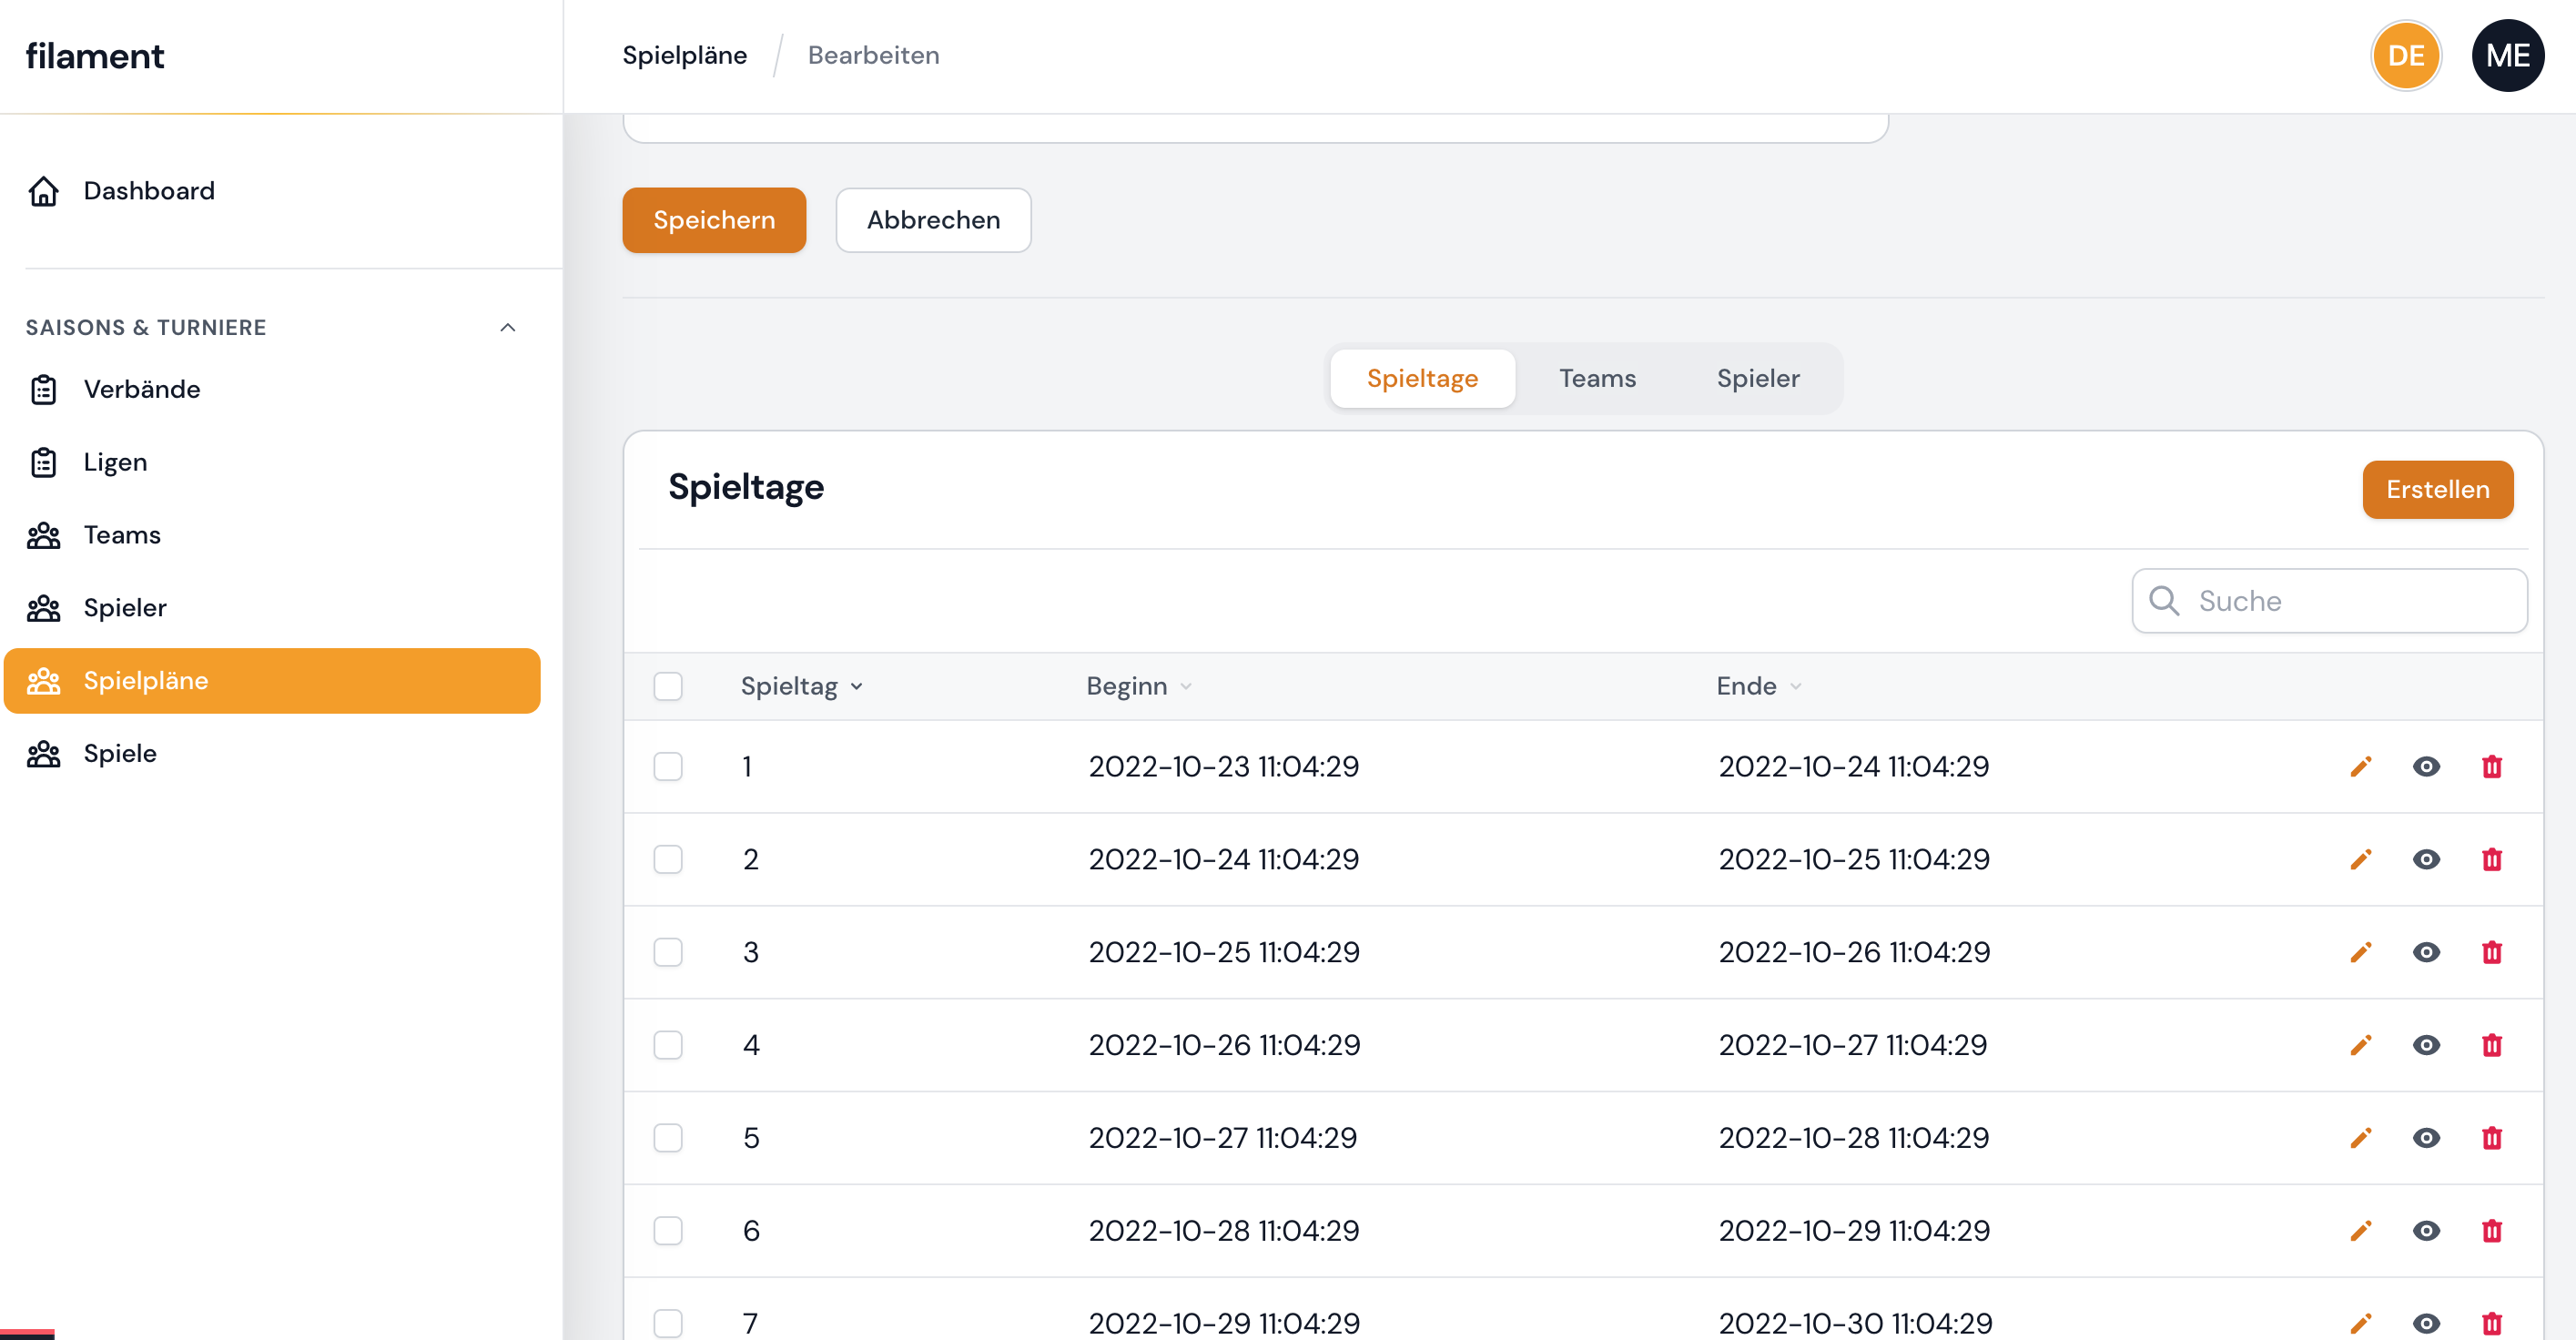 filament
Spielpläne / Bearbeiten
DE
ME
Dashboard
SAISONS & TURNIERE
Verbände
Ligen
Teams
Spieler
Spielpläne
Spiele
Speichern
Abbrechen
Spieltage Teams Spieler
Spieltage
Erstellen
Suche
Spieltag Beginn Ende
1 2022-10-23 11:04:29 2022-10-24 11:04:29
2 2022-10-24 11:04:29 2022-10-25 11:04:29
3 2022-10-25 11:04:29 2022-10-26 11:04:29
4 2022-10-26 11:04:29 2022-10-27 11:04:29
5 2022-10-27 11:04:29 2022-10-28 11:04:29
6 2022-10-28 11:04:29 2022-10-29 11:04:29
7 2022-10-29 11:04:29 2022-10-30 11:04:29